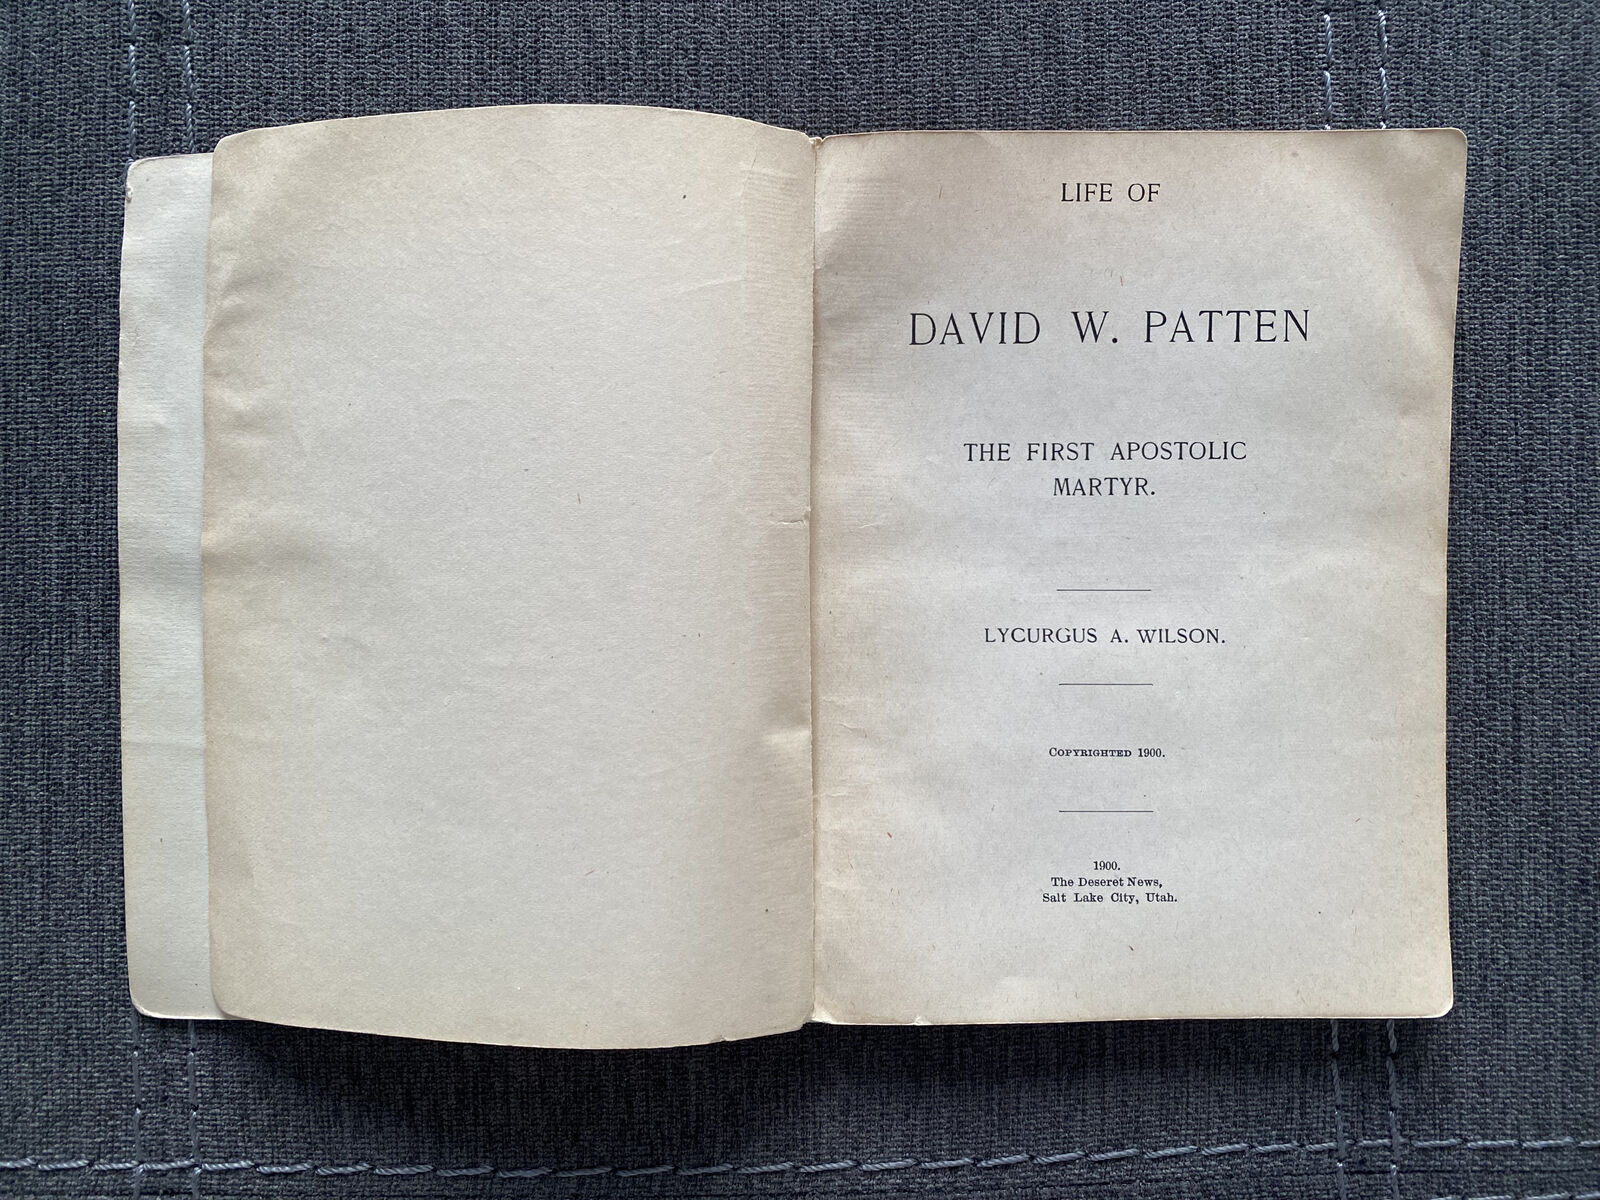 LIFE OF
DAVID W. PATTEN
THE FIRST APOSTOLIC
MARTYR.
LYCURGUS A. WILSON.
COPYRIGHTED 1900.
1900.
The Deseret News,
Salt Lake City, Utah.